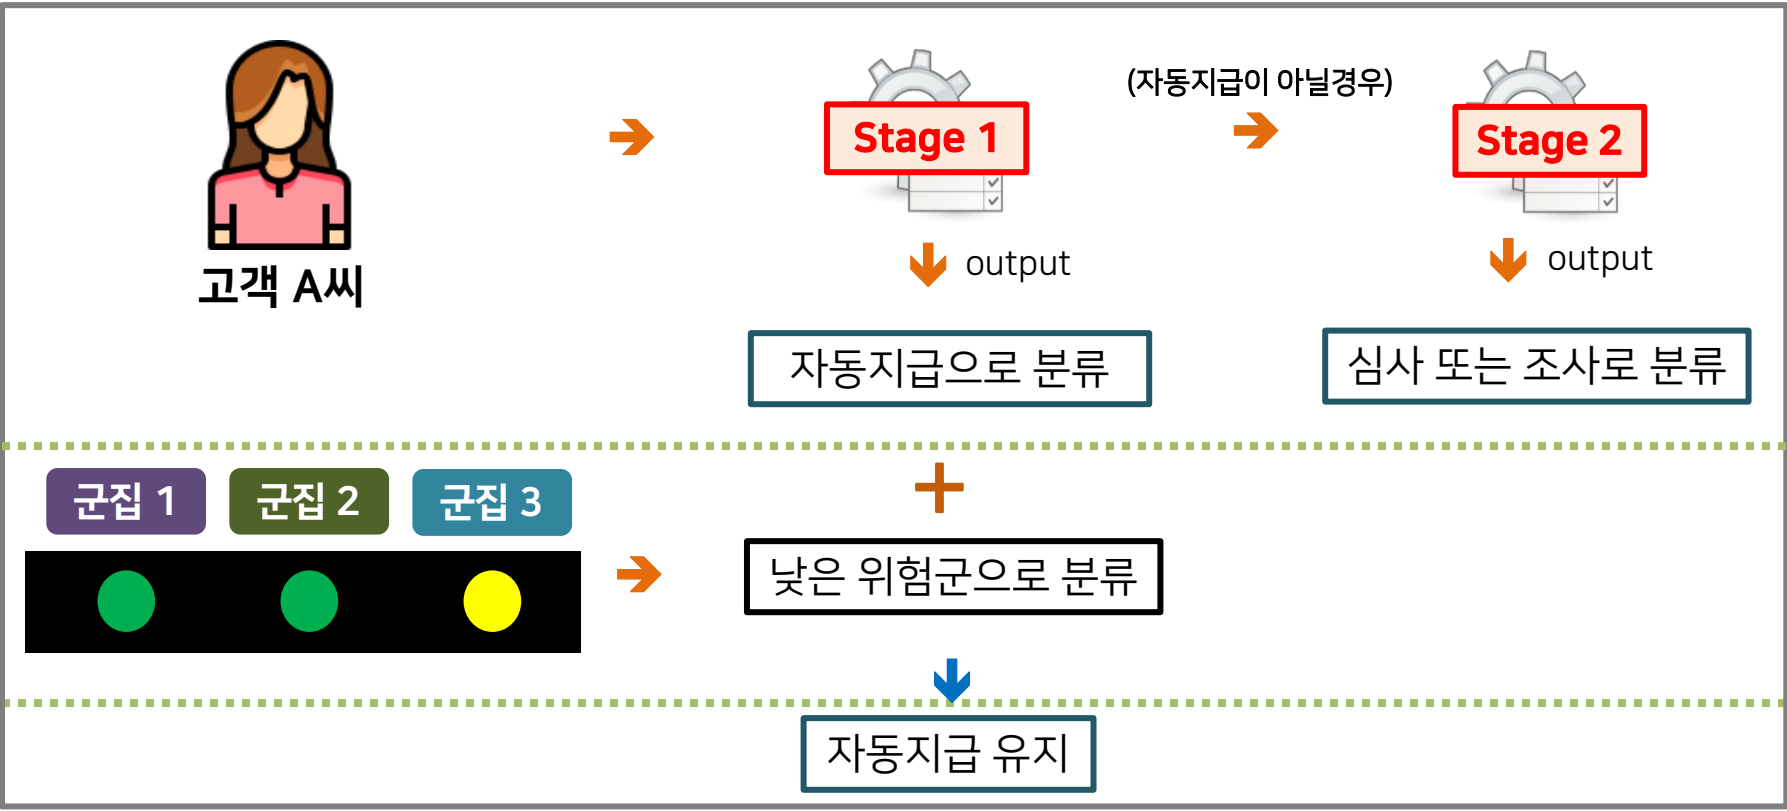 (자동지급이 아닐경우)
Stage 1
Stage 2
output
output
고객 A씨
자동지급으로 분류
심사 또는 조사로 분류
군집 1
군집 2
군집 3
낮은 위험군으로 분류
자동지급 유지